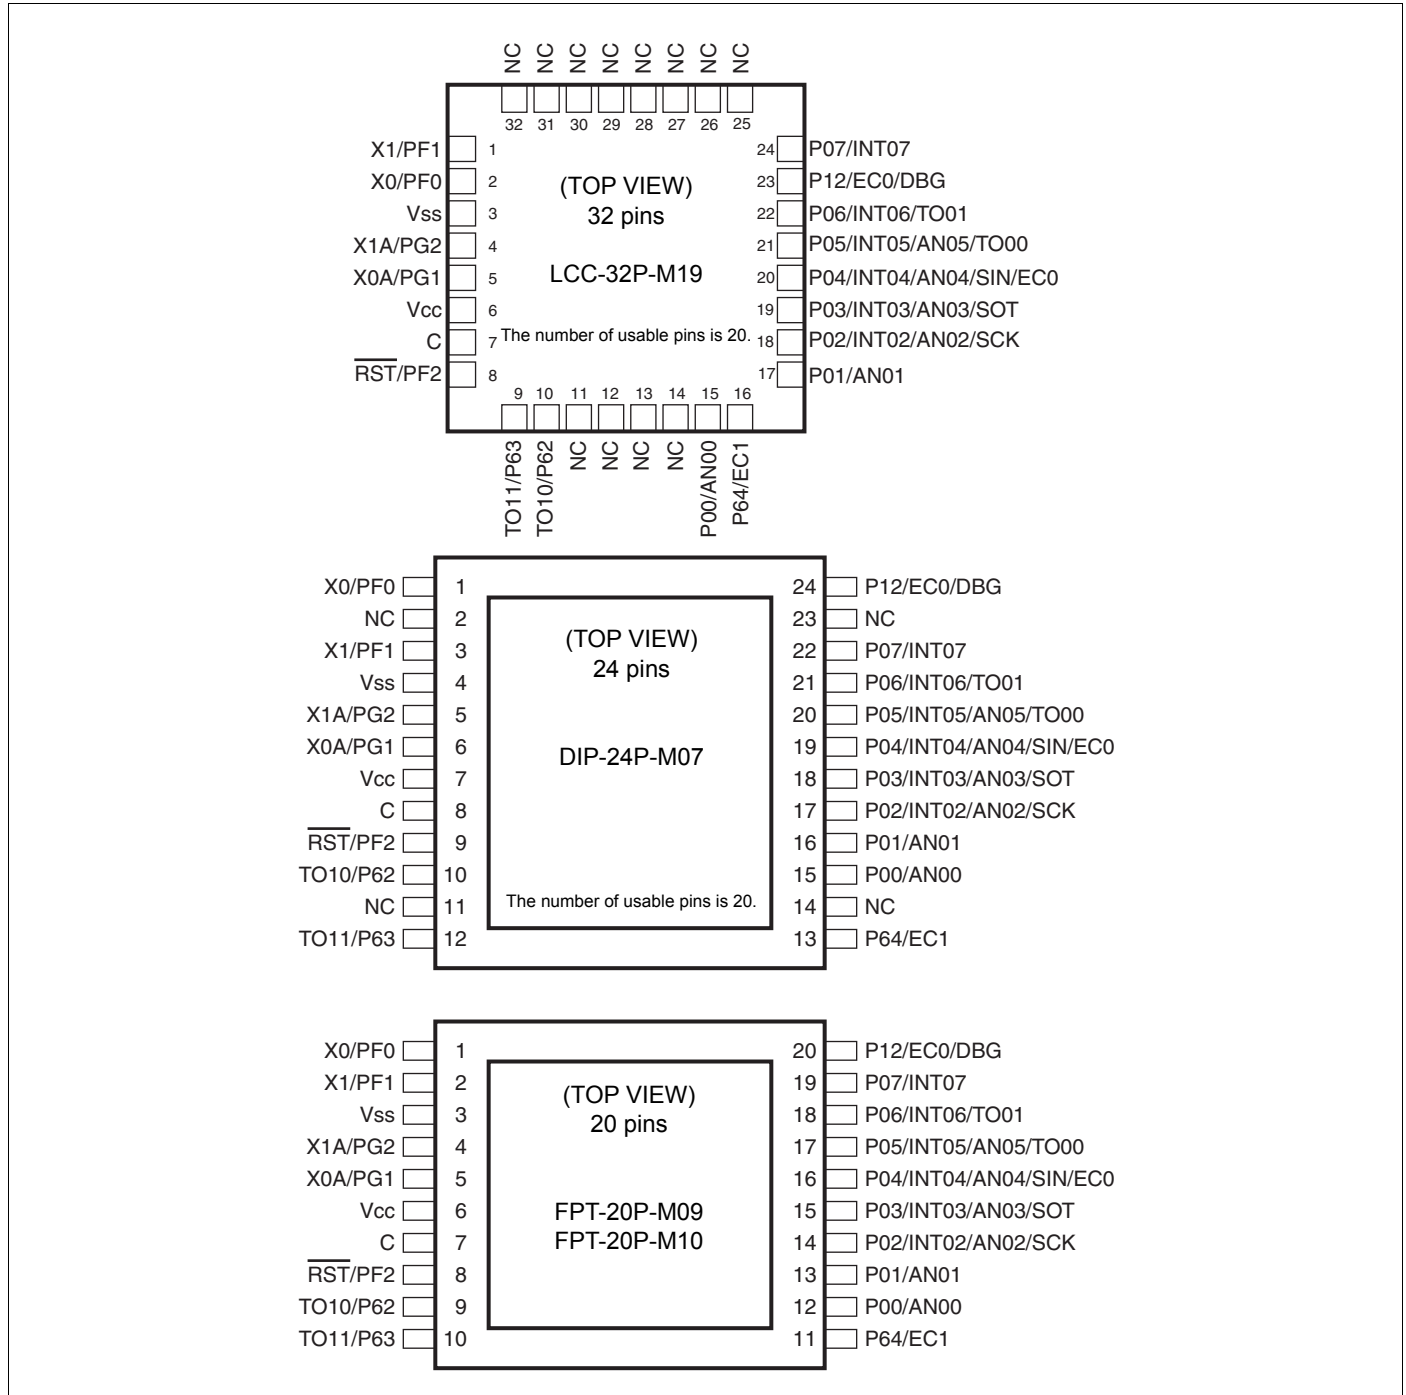 NC NC NC NC NC NC NC NC
32 31 30 29 28 27 26 25
X1/PF1 1 24 P07/INT07
X0/PF0 2 (TOP VIEW) 23 P12/EC0/DBG
Vss 3 32 pins 22 P06/INT06/TO01
X1A/PG2 4 21 P05/INT05/AN05/TO00
X0A/PG1 5 LCC-32P-M19 20 P04/INT04/AN04/SIN/EC0
Vcc 6 19 P03/INT03/AN03/SOT
C 7 The number of usable pins is 20. 18 P02/INT02/AN02/SCK
RST/PF2 8 17 P01/AN01
9 10 11 12 13 14 15 16
TO11/P63 TO10/P62 NC NC NC NC P00/AN00 P64/EC1
X0/PF0 1 24 P12/EC0/DBG
NC 2 (TOP VIEW) 23 NC
X1/PF1 3 24 pins 22 P07/INT07
Vss 4 21 P06/INT06/TO01
X1A/PG2 5 20 P05/INT05/AN05/TO00
X0A/PG1 6 DIP-24P-M07 19 P04/INT04/AN04/SIN/EC0
Vcc 7 18 P03/INT03/AN03/SOT
C 8 17 P02/INT02/AN02/SCK
RST/PF2 9 16 P01/AN01
TO10/P62 10 15 P00/AN00
NC 11 The number of usable pins is 20. 14 NC
TO11/P63 12 13 P64/EC1
X0/PF0 1 20 P12/EC0/DBG
X1/PF1 2 (TOP VIEW) 19 P07/INT07
Vss 3 20 pins 18 P06/INT06/TO01
X1A/PG2 4 17 P05/INT05/AN05/TO00
X0A/PG1 5 16 P04/INT04/AN04/SIN/EC0
Vcc 6 FPT-20P-M09 15 P03/INT03/AN03/SOT
C 7 FPT-20P-M10 14 P02/INT02/AN02/SCK
RST/PF2 8 13 P01/AN01
TO10/P62 9 12 P00/AN00
TO11/P63 10 11 P64/EC1